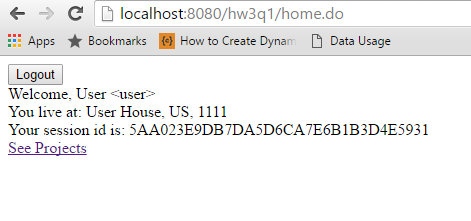 localhost:8080/hw3q1/home.do
Apps Bookmarks {en} How to Create Dynam Data Usage
Logout
Welcome, User <user>
You live at: User House, US, 1111
Your session id is: 5AA023E9DB7DA5D6CA7E6B1B3D4E5931
See Projects